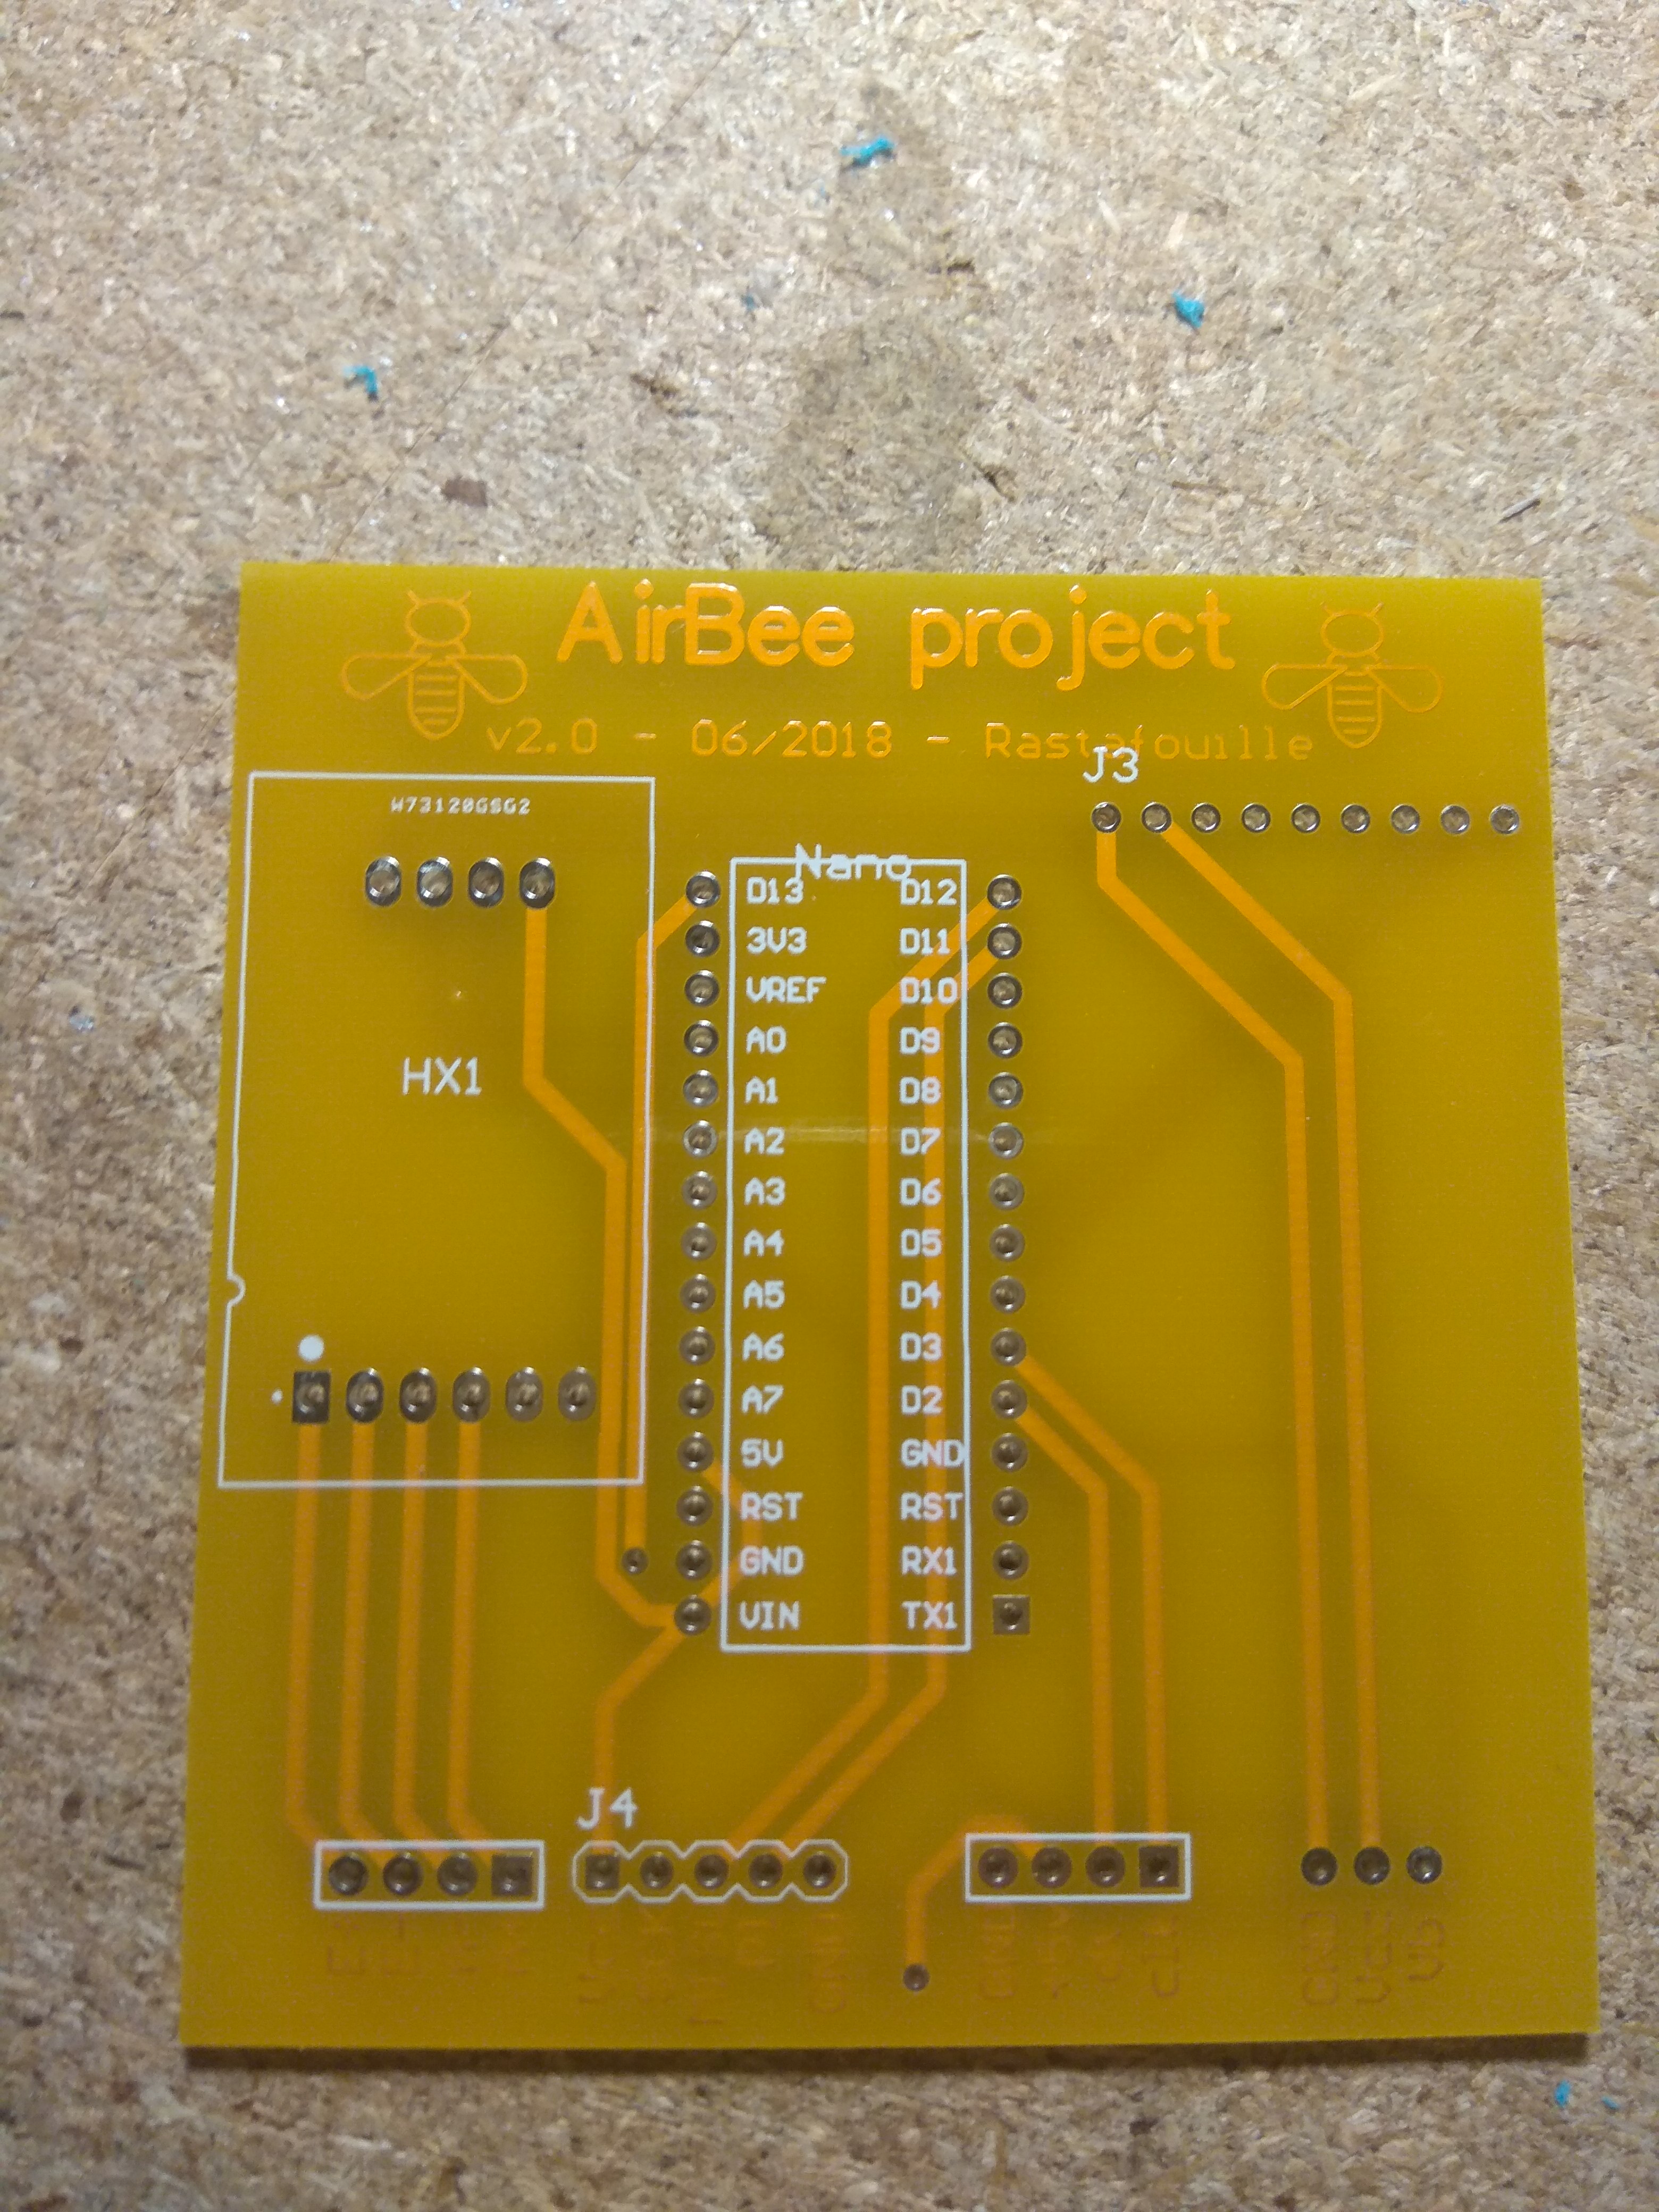 AirBee project
v2.0 - 06/2018 - Rastafouille
J3
W73120GSG2
Nano
D13 D12
3V3 D11
VREF D10
A0 D9
A1 D8
A2 D7
A3 D6
A4 D5
A5 D4
A6 D3
A7 D2
5V GND
RST RST
GND RX1
VIN TX1
HX1
J4
GND
VCC